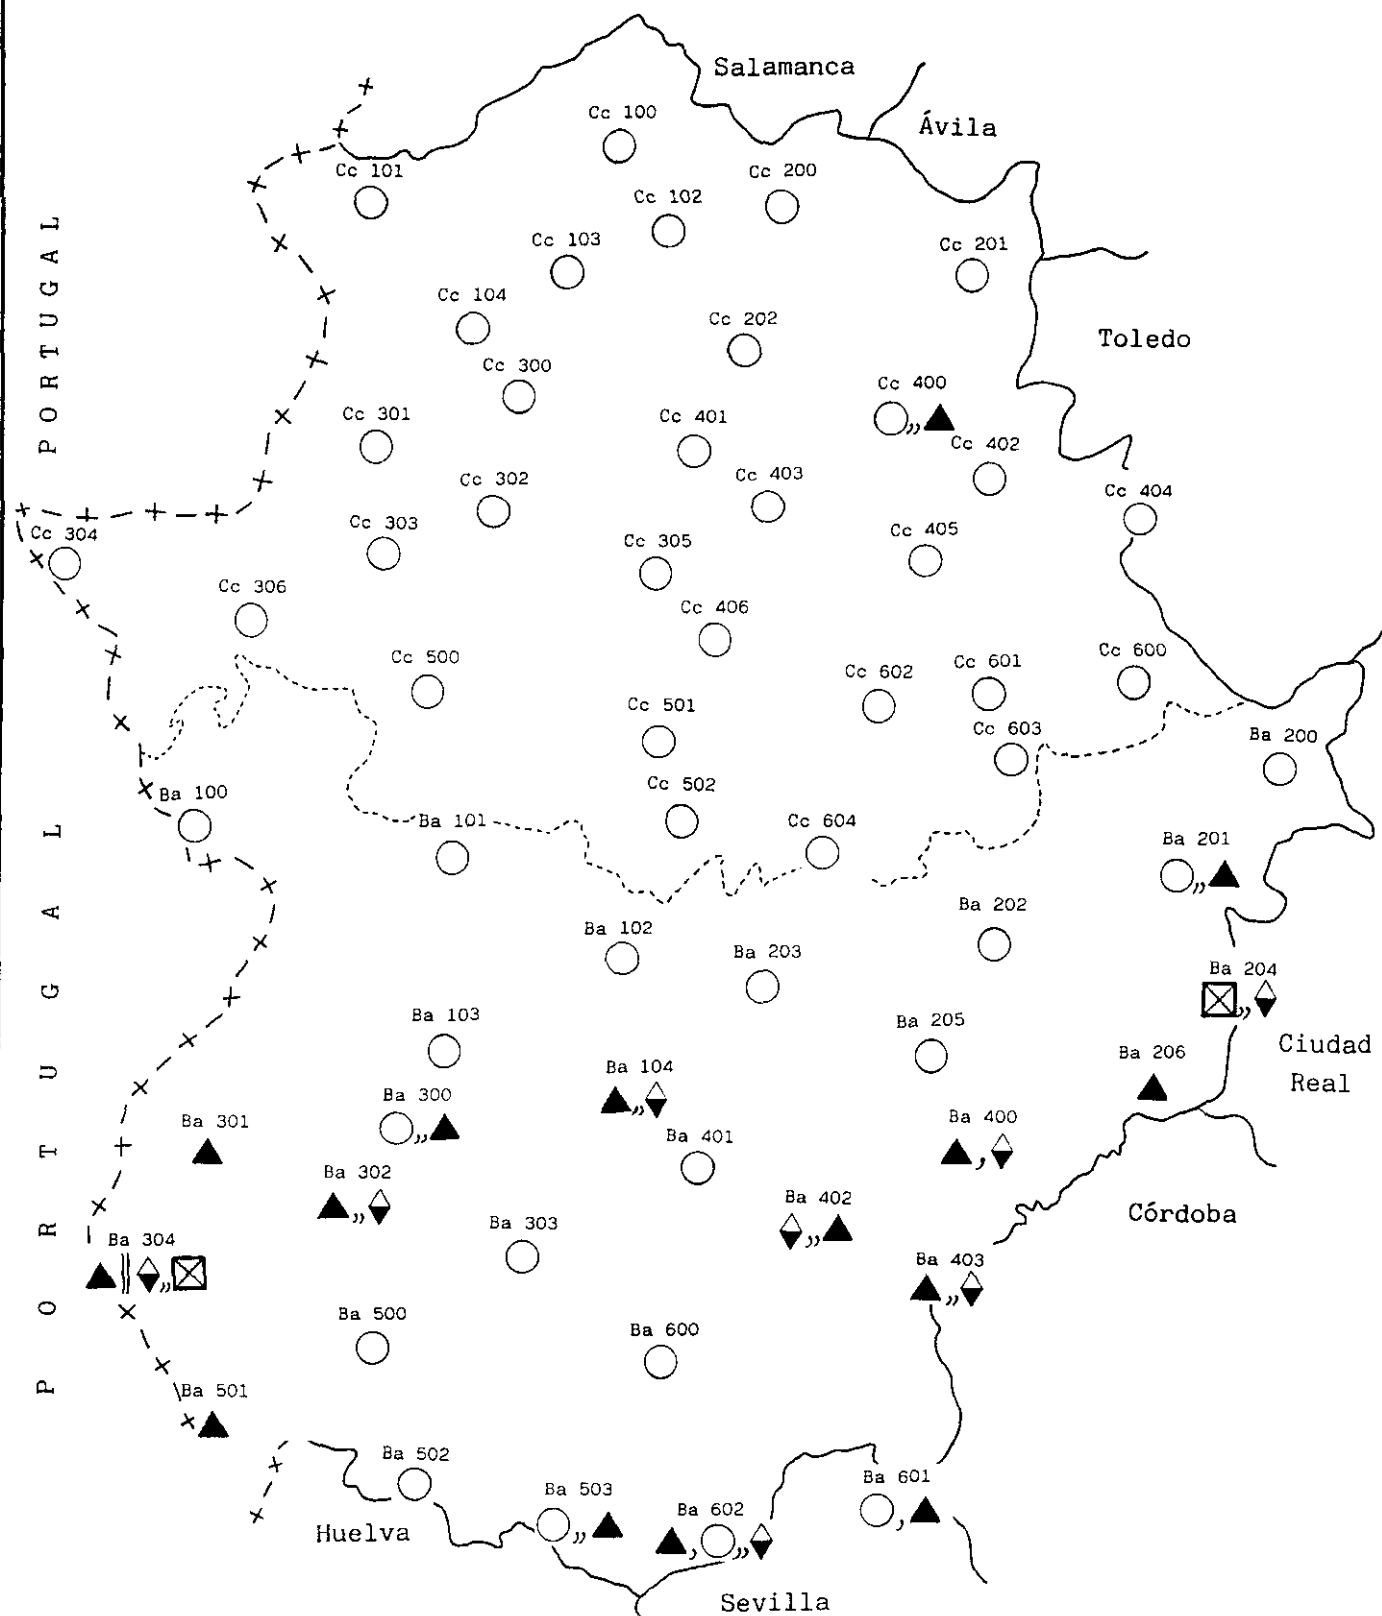 Salamanca
Ávila
Cc 100
Cc 101
Cc 200
Cc 102
Cc 103
Cc 201
Cc 104
Cc 202
Toledo
Cc 300
Cc 400
Cc 301
Cc 401
Cc 402
Cc 302
Cc 403
Cc 404
Cc 303
Cc 304
Cc 305
Cc 405
Cc 306
Cc 406
Cc 500
Cc 602
Cc 601
Cc 600
Cc 501
Cc 603
Ba 200
Cc 502
Ba 100
Ba 101
Cc 604
Ba 201
Ba 202
Ba 102
Ba 203
Ba 204
Ba 103
Ba 205
Ciudad
Real
Ba 206
Ba 104
Ba 300
Ba 301
Ba 400
Ba 401
Ba 302
Ba 402
Córdoba
Ba 303
Ba 304
Ba 403
Ba 500
Ba 600
Ba 501
Ba 502
Ba 601
Ba 503
Ba 602
Huelva
Sevilla
PORTUGAL
PORTUGAL